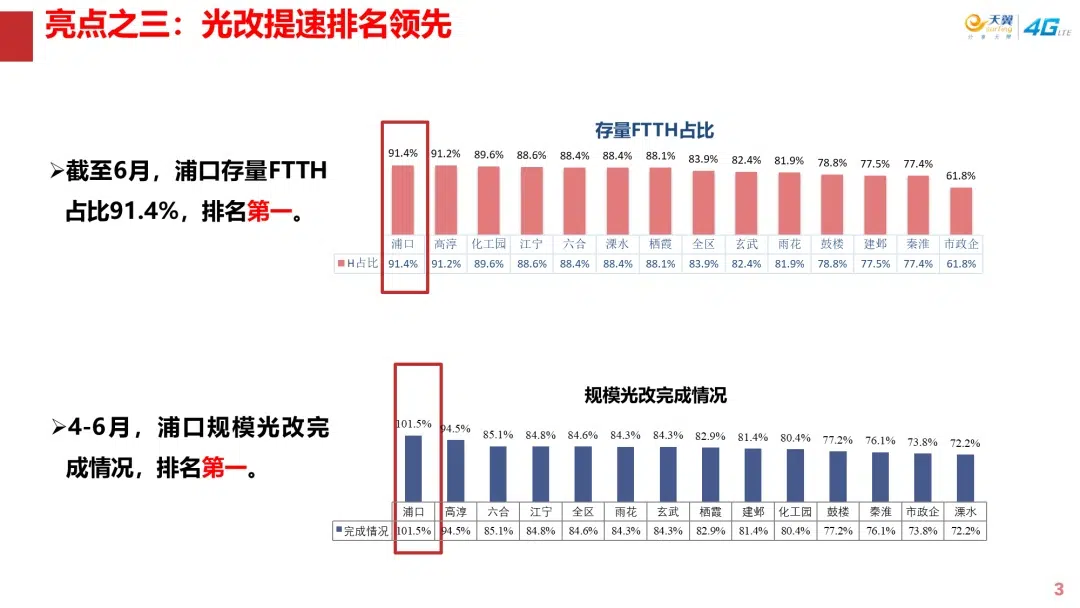 亮点之三：光改提速排名领先
天翼
surfing
4G LTE
➢截至6月，浦口存量FTTH
占比91.4%，排名第一。
存量FTTH占比
91.4% 91.2% 89.6% 88.6% 88.4% 88.4% 88.1% 83.9% 82.4% 81.9% 78.8% 77.5% 77.4% 61.8%
浦口 高淳 化工园 江宁 六合 溧水 栖霞 全区 玄武 雨花 鼓楼 建邺 秦淮 市政企
H占比 91.4% 91.2% 89.6% 88.6% 88.4% 88.4% 88.1% 83.9% 82.4% 81.9% 78.8% 77.5% 77.4% 61.8%
➢4-6月，浦口规模光改完
成情况，排名第一。
规模光改完成情况
101.5% 94.5% 85.1% 84.8% 84.6% 84.3% 84.3% 82.9% 81.4% 80.4% 77.2% 76.1% 73.8% 72.2%
浦口 高淳 六合 江宁 全区 雨花 玄武 栖霞 建邺 化工园 鼓楼 秦淮 市政企 溧水
完成情况 101.5% 94.5% 85.1% 84.8% 84.6% 84.3% 84.3% 82.9% 81.4% 80.4% 77.2% 76.1% 73.8% 72.2%
3